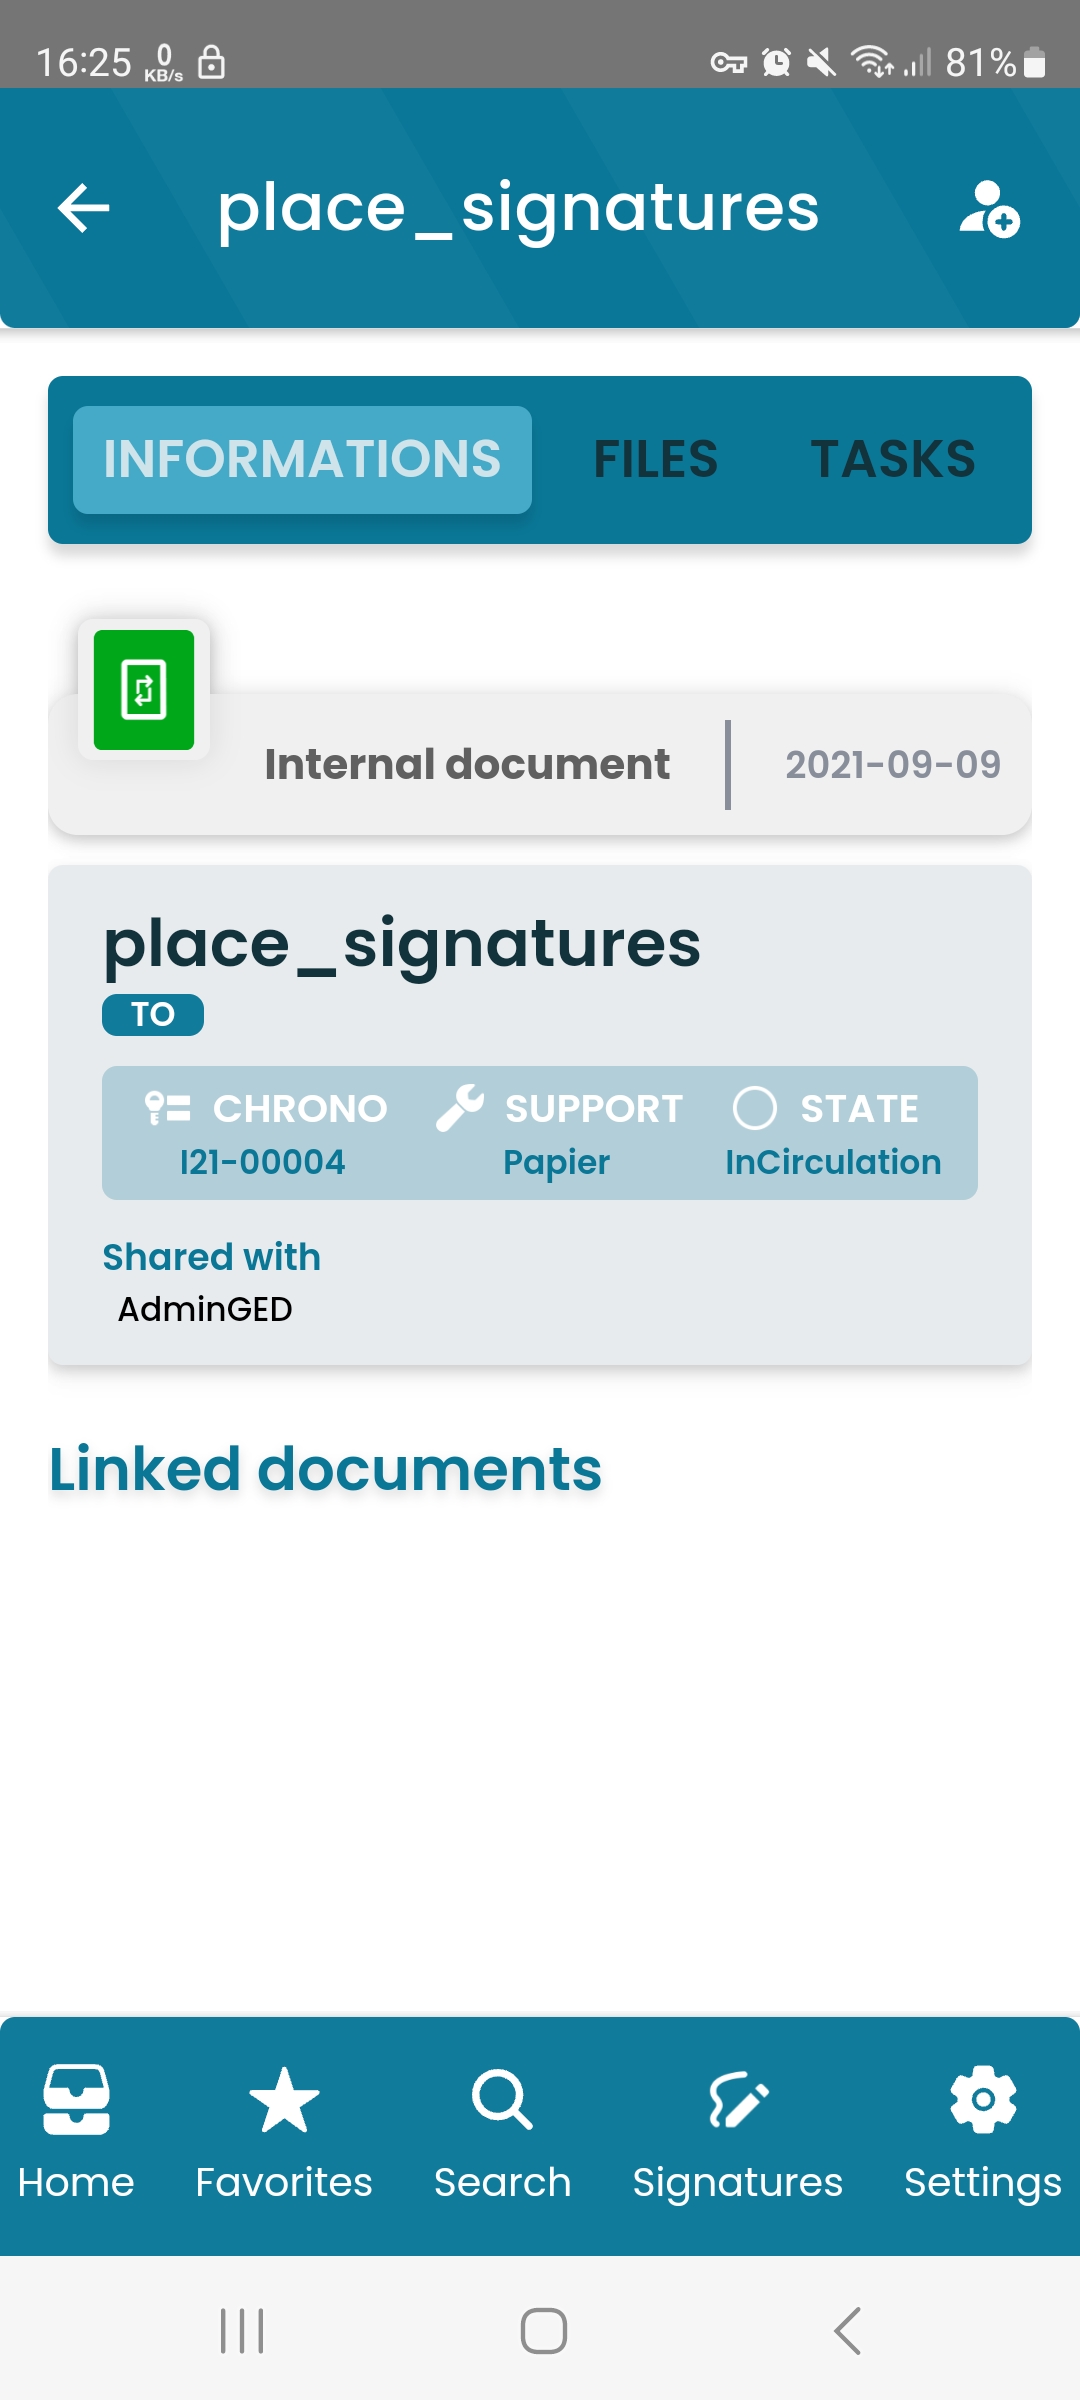 16:25 0 KB/s 81%
place_signatures
INFORMATIONS FILES TASKS
Internal document 2021-09-09
place_signatures
TO
CHRONO SUPPORT STATE
I21-00004 Papier InCirculation
Shared with
AdminGED
Linked documents
Home Favorites Search Signatures Settings